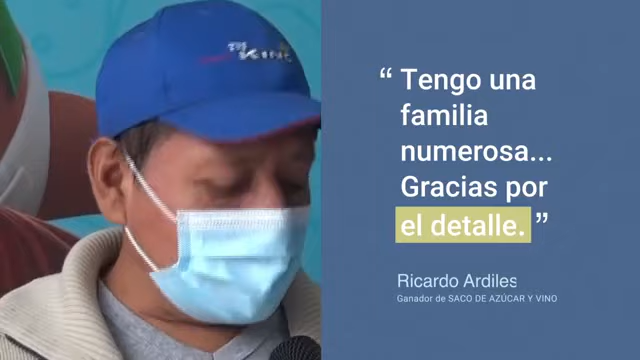 “ Tengo una
familia
numerosa...
Gracias por
el detalle. ”
Ricardo Ardiles
Ganador de SACO DE AZÚCAR Y VINO